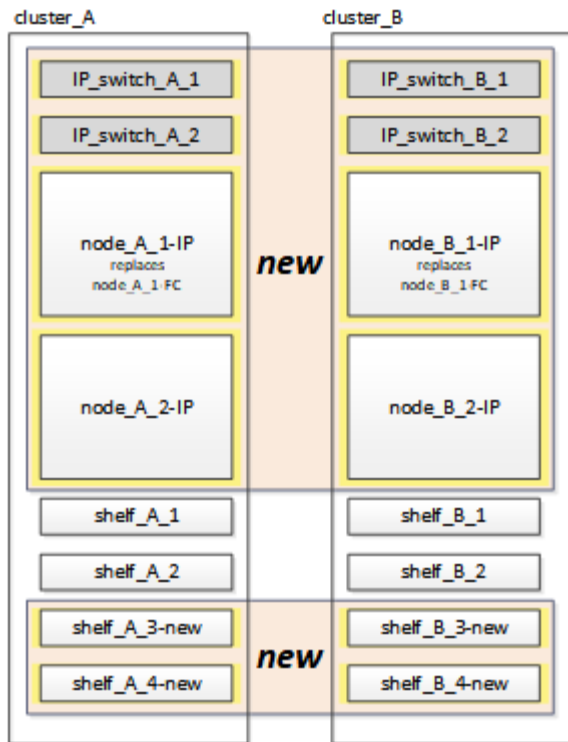 cluster_A
cluster_B
IP_switch_A_1
IP_switch_B_1
IP_switch_A_2
IP_switch_B_2
node_A_1-IP
replaces
node_A_1-FC
new
node_B_1-IP
replaces
node_B_1-FC
node_A_2-IP
node_B_2-IP
shelf_A_1
shelf_B_1
shelf_A_2
shelf_B_2
shelf_A_3-new
shelf_B_3-new
new
shelf_A_4-new
shelf_B_4-new